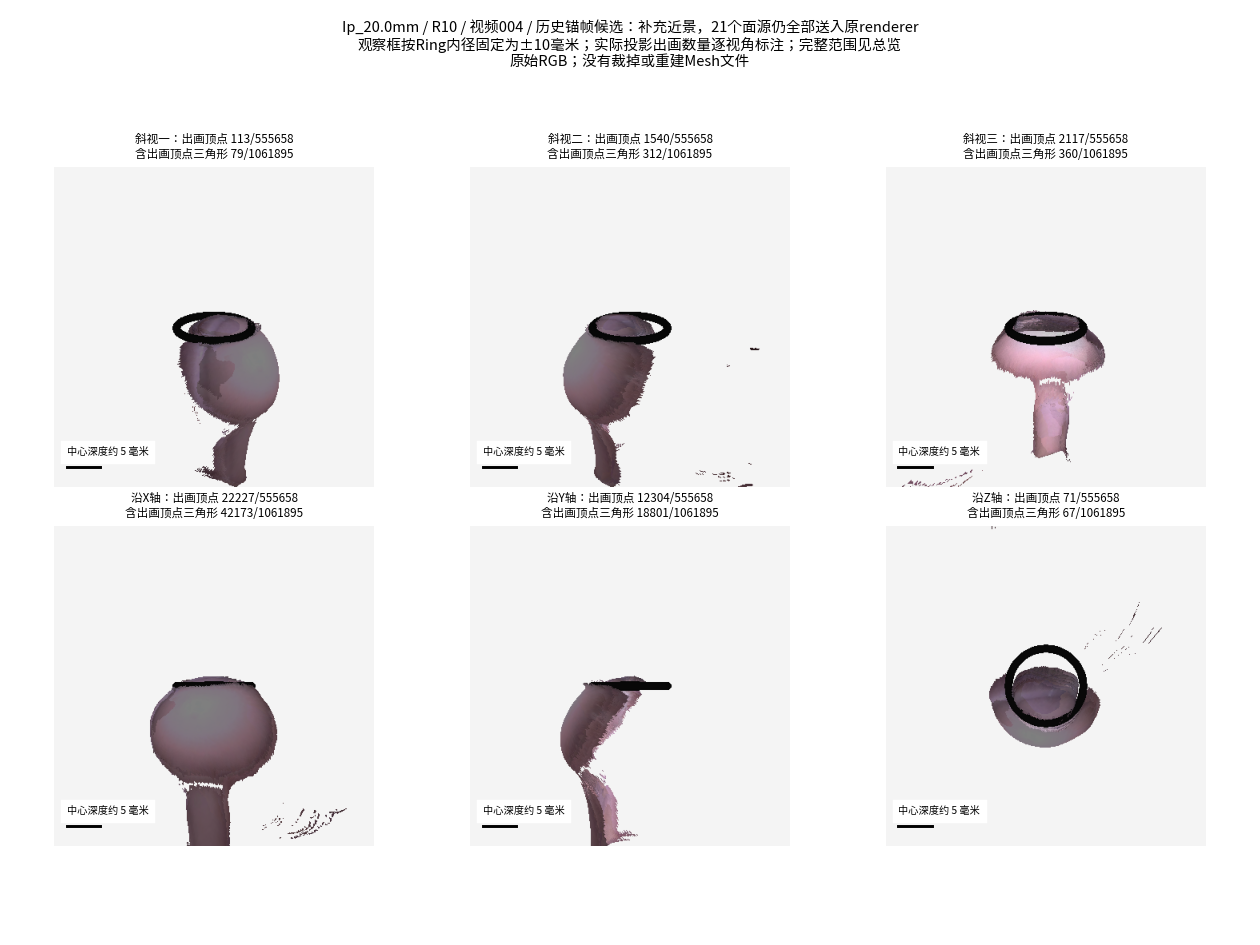 Ip_20.0mm / R10 / 视频004 / 历史锚帧候选：补充近景，21个面源仍全部送入原renderer
观察框按Ring内径固定为±10毫米；实际投影出画数量逐视角标注；完整范围见总览
原始RGB；没有裁掉或重建Mesh文件
斜视一：出画顶点 113/555658
含出画顶点三角形 79/1061895
斜视二：出画顶点 1540/555658
含出画顶点三角形 312/1061895
斜视三：出画顶点 2117/555658
含出画顶点三角形 360/1061895
中心深度约 5 毫米
中心深度约 5 毫米
中心深度约 5 毫米
沿X轴：出画顶点 22227/555658
含出画顶点三角形 42173/1061895
沿Y轴：出画顶点 12304/555658
含出画顶点三角形 18801/1061895
沿Z轴：出画顶点 71/555658
含出画顶点三角形 67/1061895
中心深度约 5 毫米
中心深度约 5 毫米
中心深度约 5 毫米